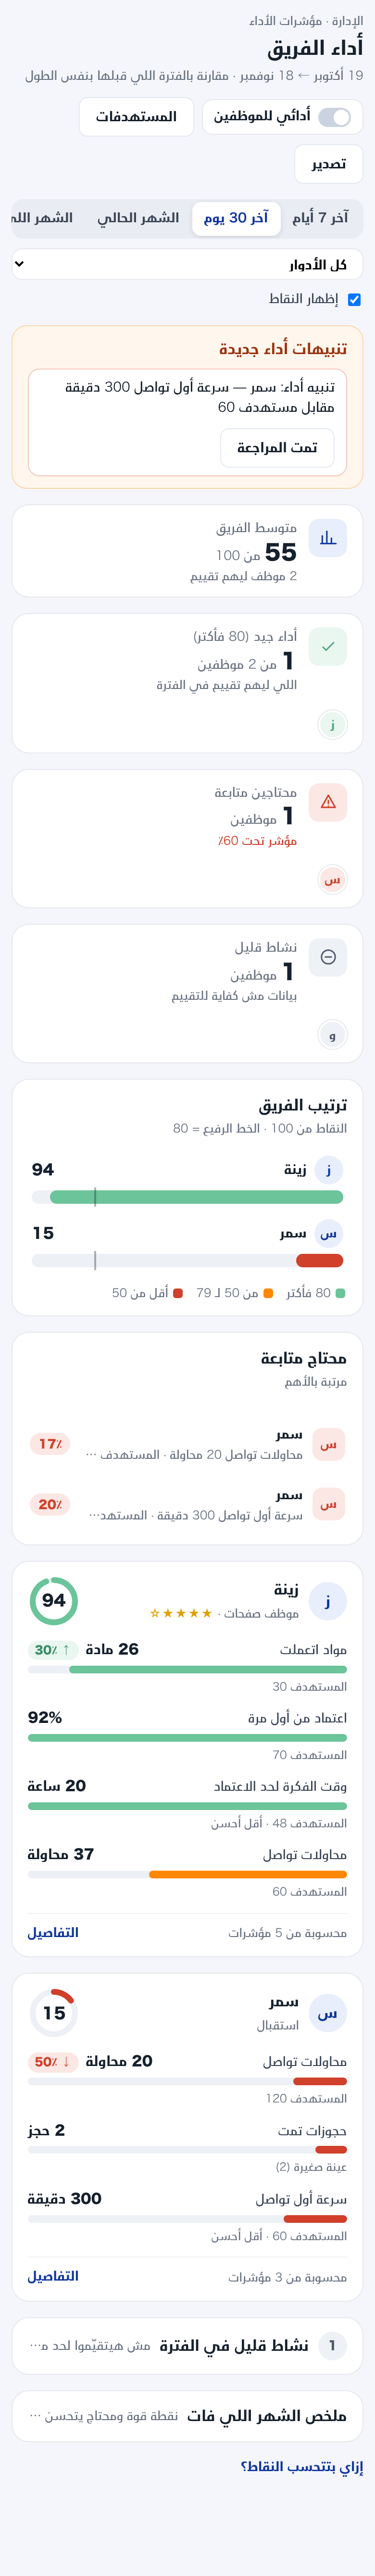 الإدارة · مؤشرات الأداء
أداء الفريق
19 أكتوبر ← 18 نوفمبر · مقارنة بالفترة اللي قبلها بنفس الطول
أدائي للموظفين
المستهدفات
تصدير
آخر 7 أيام
آخر 30 يوم
الشهر الحالي
الشهر اللي
كل الأدوار
إظهار النقاط
تنبيهات أداء جديدة
تنبيه أداء: سمر — سرعة أول تواصل 300 دقيقة
مقابل مستهدف 60
تمت المراجعة
متوسط الفريق
55 من 100
2 موظف ليهم تقييم
أداء جيد (80 فأكتر)
1 من 2 موظفين
اللي ليهم تقييم في الفترة
ز
محتاجين متابعة
1 موظفين
مؤشر تحت 60٪
س
نشاط قليل
1 موظفين
بيانات مش كفاية للتقييم
و
ترتيب الفريق
النقاط من 100 · الخط الرفيع = 80
ز زينة 94
س سمر 15
80 فأكتر
من 50 لـ 79
أقل من 50
محتاج متابعة
مرتبة بالأهم
س سمر 17٪
محاولات تواصل 20 محاولة · المستهدف ...
س سمر 20٪
سرعة أول تواصل 300 دقيقة · المستهد...
ز زينة 94
موظف صفحات · ★★★★☆
مواد اتعملت 26 مادة ↑ 30٪
المستهدف 30
اعتماد من أول مرة 92%
المستهدف 70
وقت الفكرة لحد الاعتماد 20 ساعة
المستهدف 48 · أقل أحسن
محاولات تواصل 37 محاولة
المستهدف 60
محسوبة من 5 مؤشرات التفاصيل
س سمر 15
استقبال
محاولات تواصل 20 محاولة ↓ 50٪
المستهدف 120
حجوزات تمت 2 حجز
عينة صغيرة (2)
سرعة أول تواصل 300 دقيقة
المستهدف 60 · أقل أحسن
محسوبة من 3 مؤشرات التفاصيل
1 نشاط قليل في الفترة مش هيتقيّموا لحد مـ...
ملخص الشهر اللي فات نقطة قوة ومحتاج يتحسن ...
إزاي بتتحسب النقاط؟